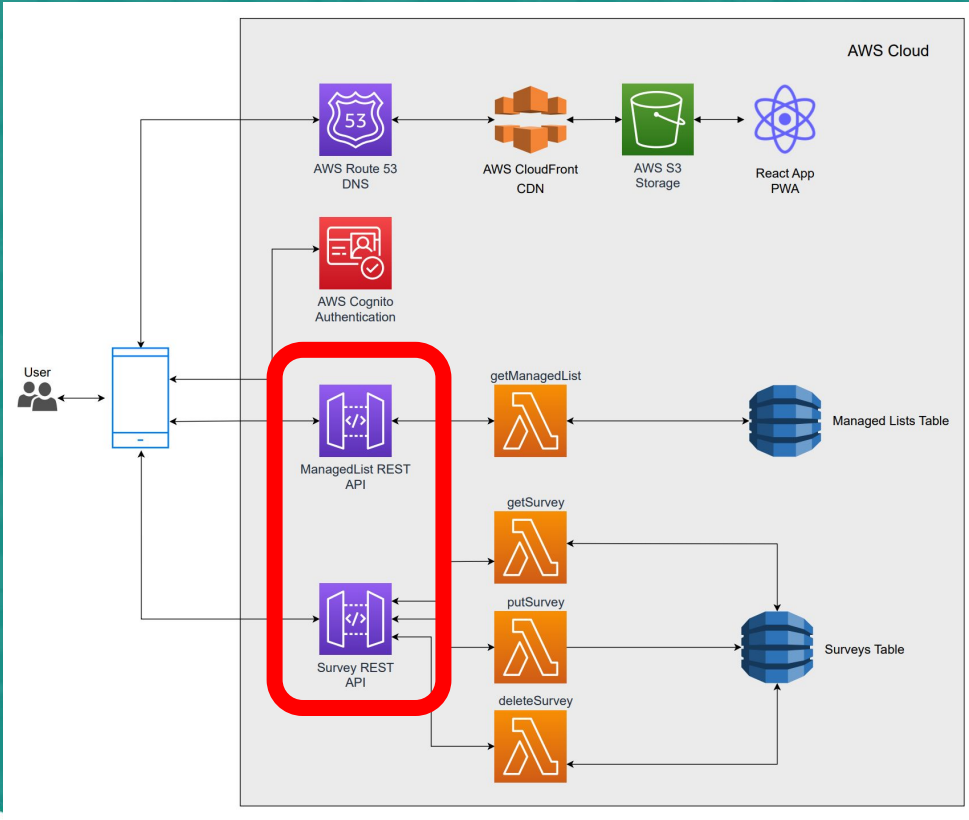 AWS Cloud
53
AWS Route 53
DNS
AWS CloudFront
CDN
AWS S3
Storage
React App
PWA
AWS Cognito
Authentication
User
</>
ManagedList REST
API
getManagedList
Managed Lists Table
getSurvey
putSurvey
</>
Survey REST
API
Surveys Table
deleteSurvey